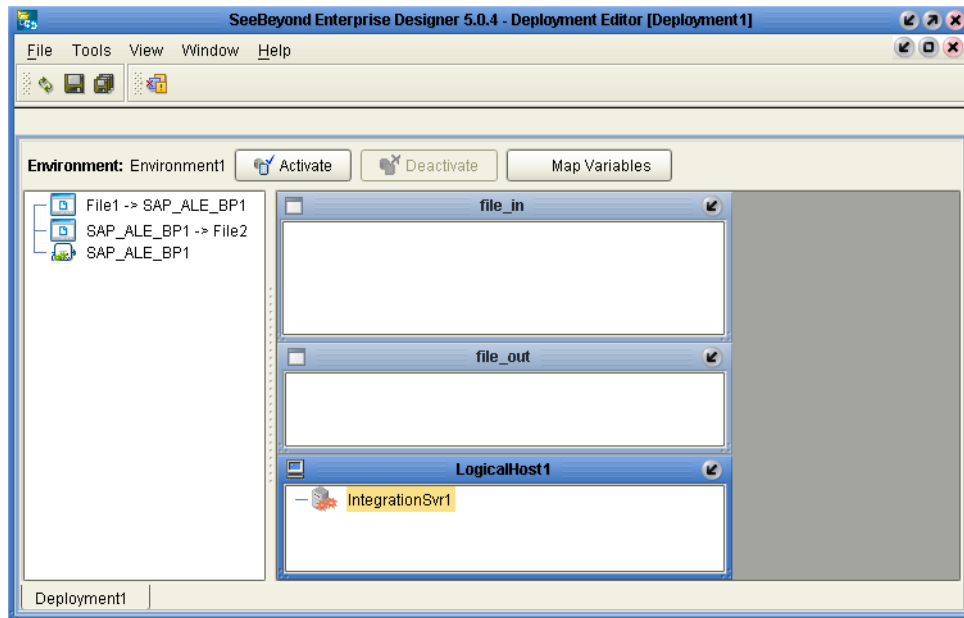 SeeBeyond Enterprise Designer 5.0.4 - Deployment Editor [Deployment1]
File Tools View Window Help
Environment: Environment1 Activate Deactivate Map Variables
File1 -> SAP_ALE_BP1
SAP_ALE_BP1 -> File2
SAP_ALE_BP1
file_in
file_out
LogicalHost1
IntegrationSvr1
Deployment1